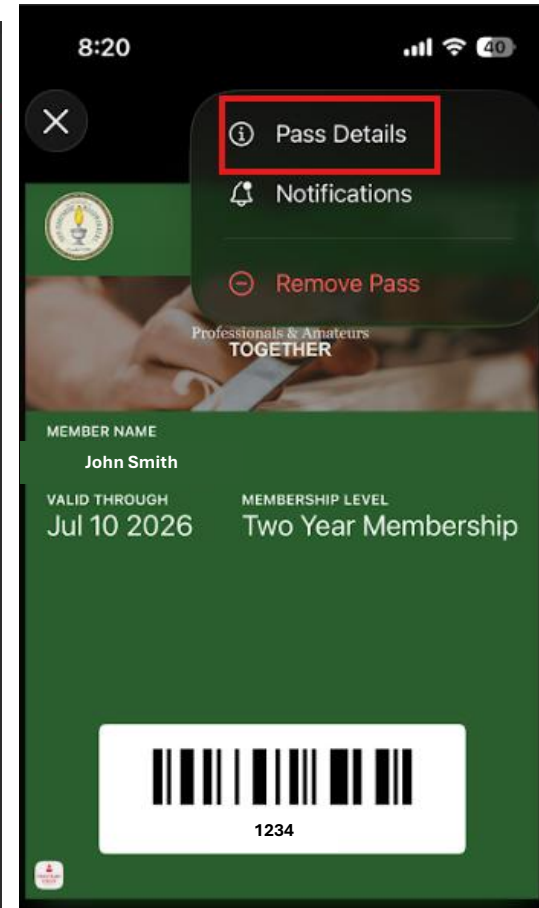 8:20
40
Pass Details
Notifications
Remove Pass
Professionals & Amateurs
TOGETHER
MEMBER NAME
John Smith
VALID THROUGH MEMBERSHIP LEVEL
Jul 10 2026 Two Year Membership
1234